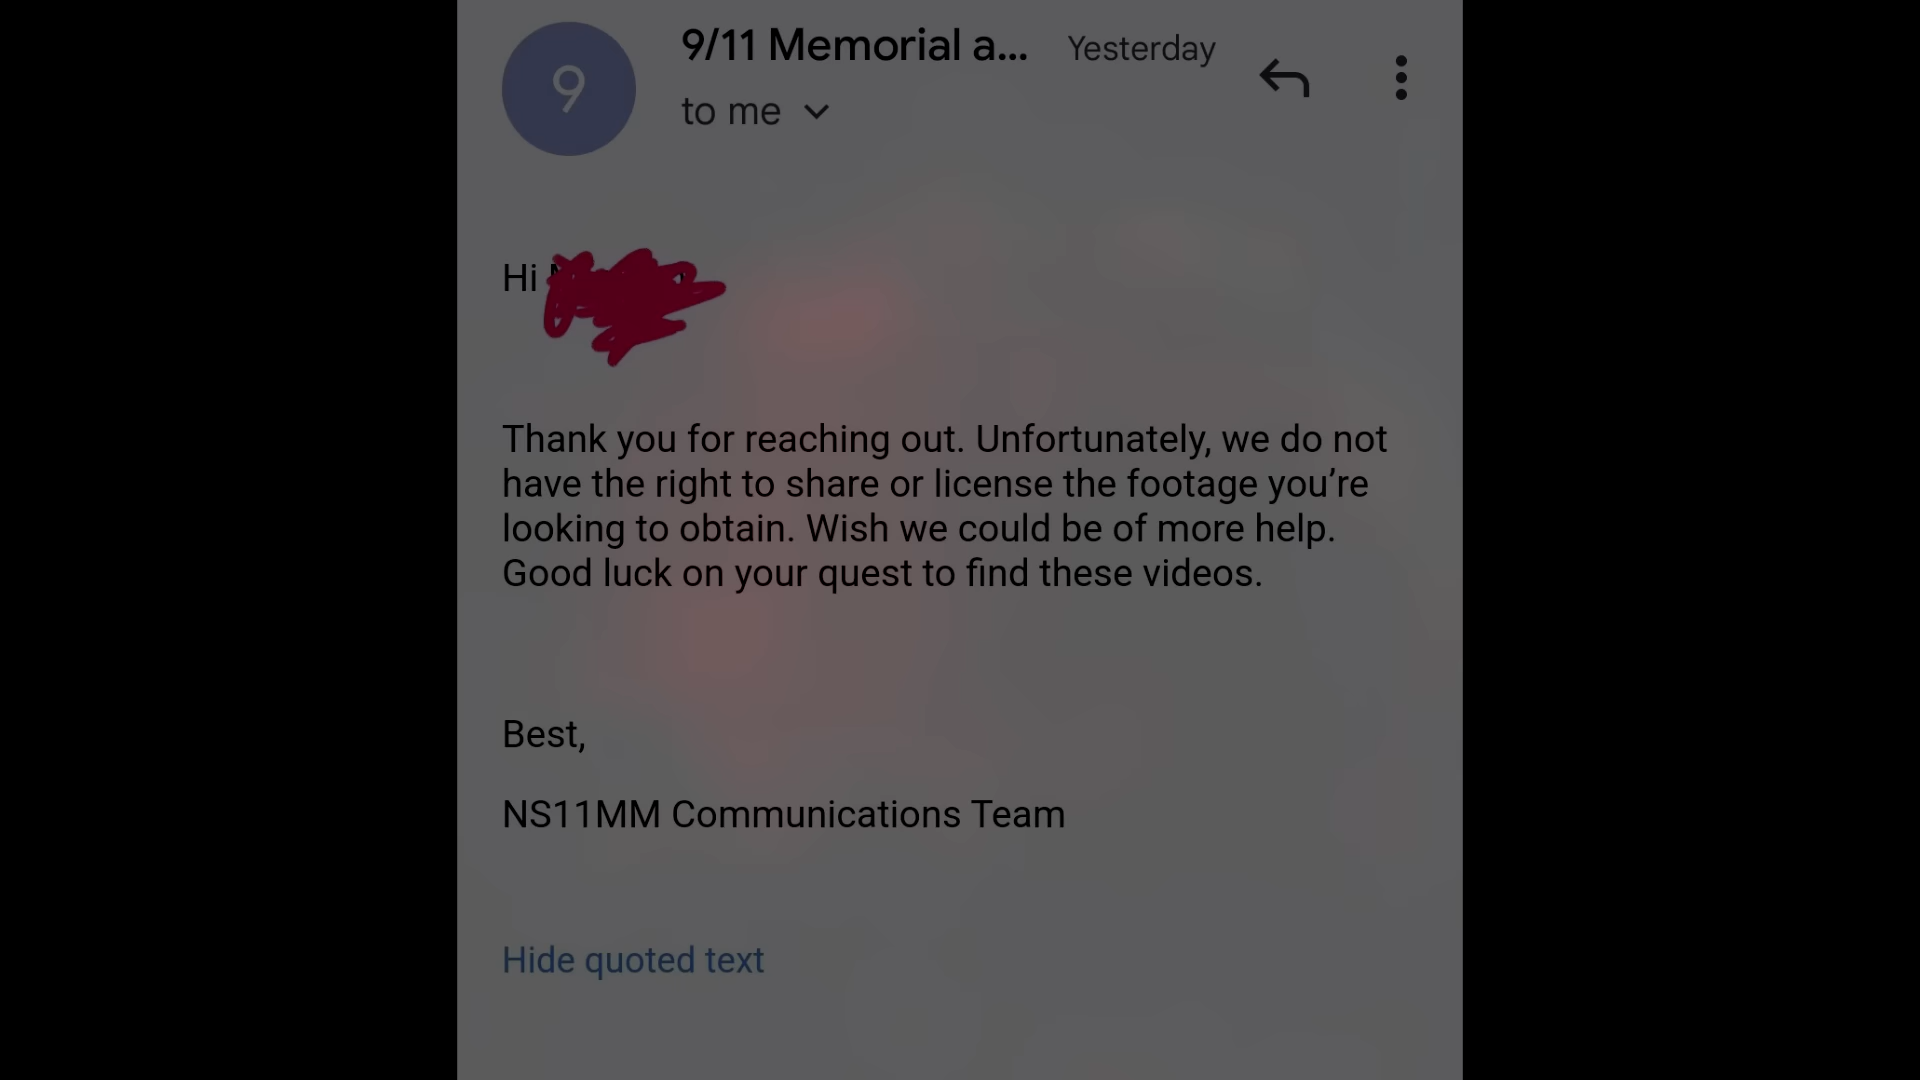 9
9/11 Memorial a... Yesterday
to me
Hi
Thank you for reaching out. Unfortunately, we do not
have the right to share or license the footage you’re
looking to obtain. Wish we could be of more help.
Good luck on your quest to find these videos.
Best,
NS11MM Communications Team
Hide quoted text